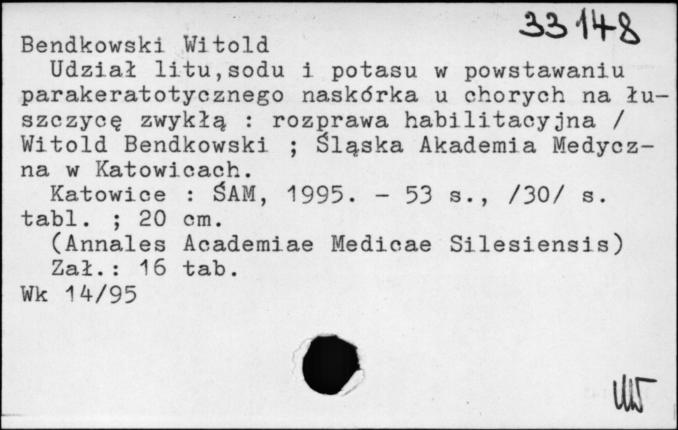 33148
Bendkowski Witold
Udział litu,sodu i potasu w powstawaniu
parakeratotycznego naskórka u chorych na łu-
szczycę zwykłą : rozprawa habilitacyjna /
Witold Bendkowski ; Śląska Akademia Medycz-
na w Katowicach.
Katowice : ŚAM, 1995. - 53 s., /30/ s.
tabl. ; 20 cm.
(Annales Academiae Medicae Silesiensis)
Zał.: 16 tab.
Wk 14/95